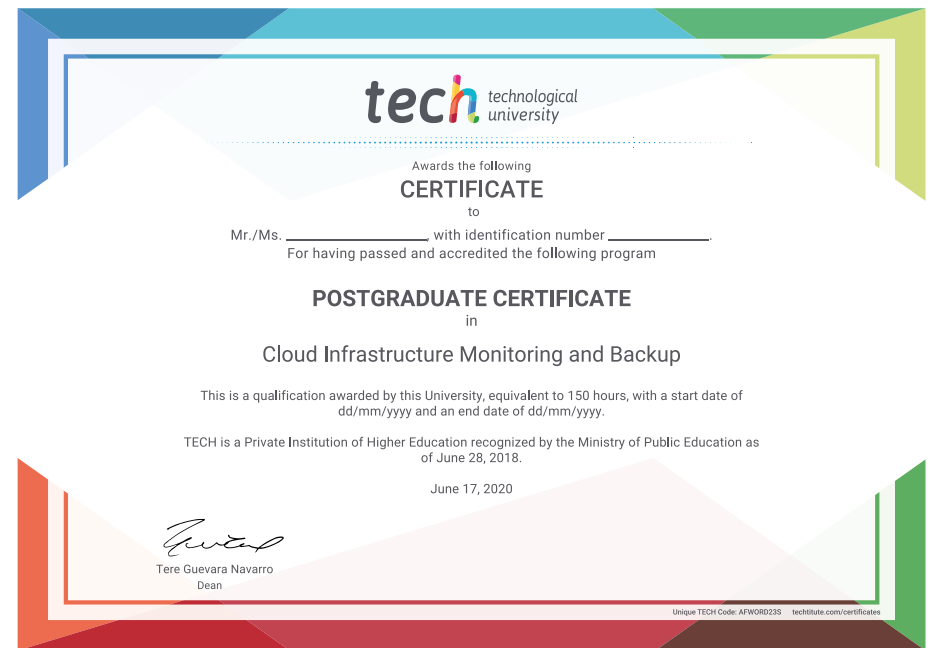 tech technological
university
Awards the following
CERTIFICATE
to
Mr./Ms. ____________________, with identification number ______________.
For having passed and accredited the following program
POSTGRADUATE CERTIFICATE
in
Cloud Infrastructure Monitoring and Backup
This is a qualification awarded by this University, equivalent to 150 hours, with a start date of
dd/mm/yyyy and an end date of dd/mm/yyyy.
TECH is a Private Institution of Higher Education recognized by the Ministry of Public Education as
of June 28, 2018.
June 17, 2020
Tere Guevara Navarro
Dean
Unique TECH Code: AFWORD23S techtitute.com/certificates